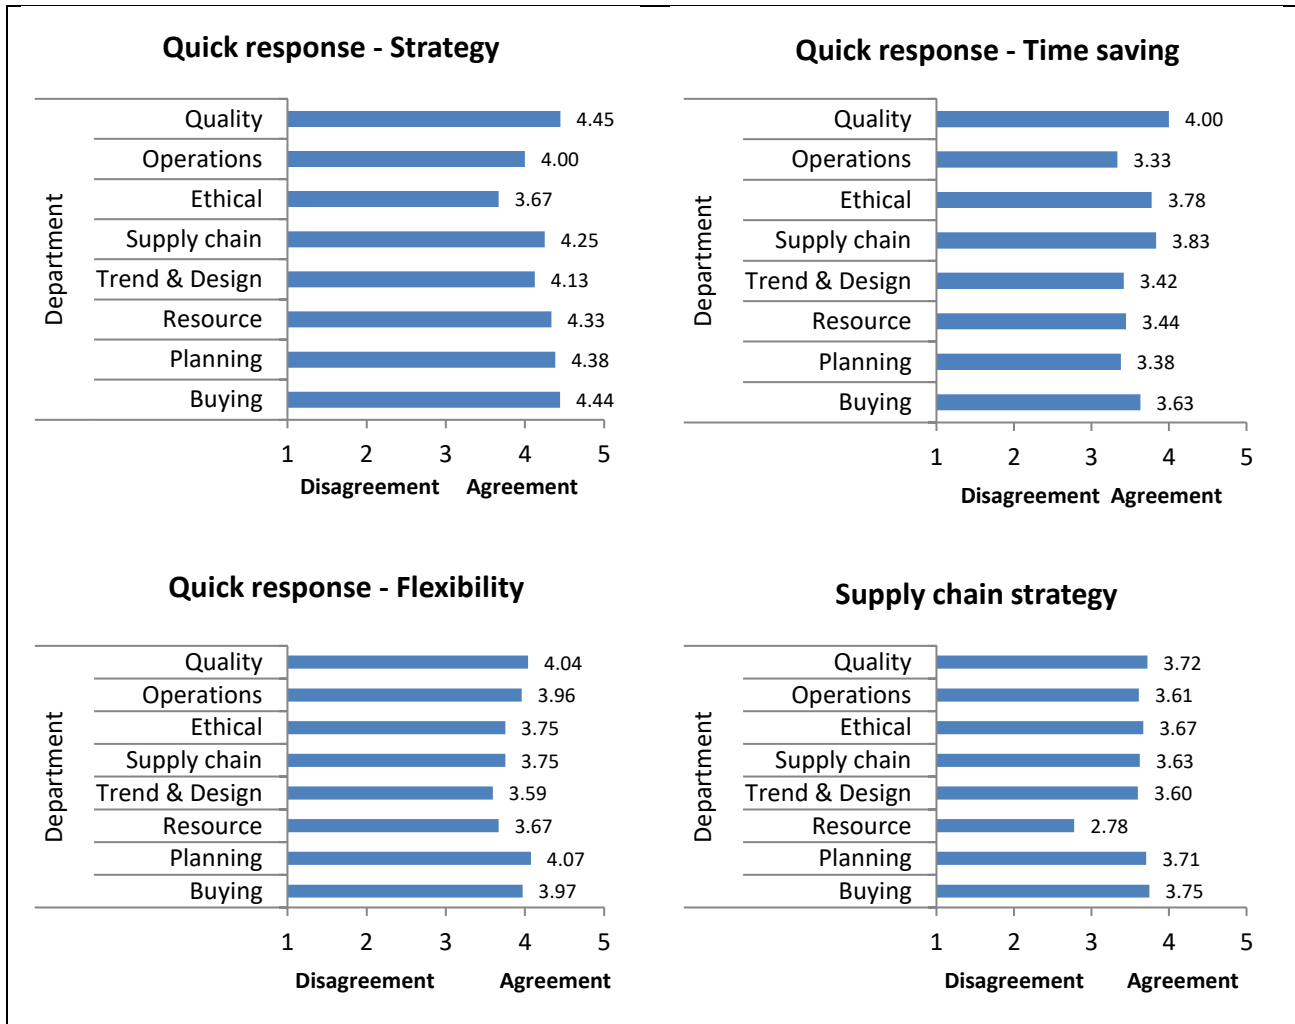 Quick response - Strategy
Department
Quality 4.45
Operations 4.00
Ethical 3.67
Supply chain 4.25
Trend & Design 4.13
Resource 4.33
Planning 4.38
Buying 4.44
1 2 3 4 5
Disagreement Agreement
Quick response - Time saving
Department
Quality 4.00
Operations 3.33
Ethical 3.78
Supply chain 3.83
Trend & Design 3.42
Resource 3.44
Planning 3.38
Buying 3.63
1 2 3 4 5
Disagreement Agreement
Quick response - Flexibility
Department
Quality 4.04
Operations 3.96
Ethical 3.75
Supply chain 3.75
Trend & Design 3.59
Resource 3.67
Planning 4.07
Buying 3.97
1 2 3 4 5
Disagreement Agreement
Supply chain strategy
Department
Quality 3.72
Operations 3.61
Ethical 3.67
Supply chain 3.63
Trend & Design 3.60
Resource 2.78
Planning 3.71
Buying 3.75
1 2 3 4 5
Disagreement Agreement